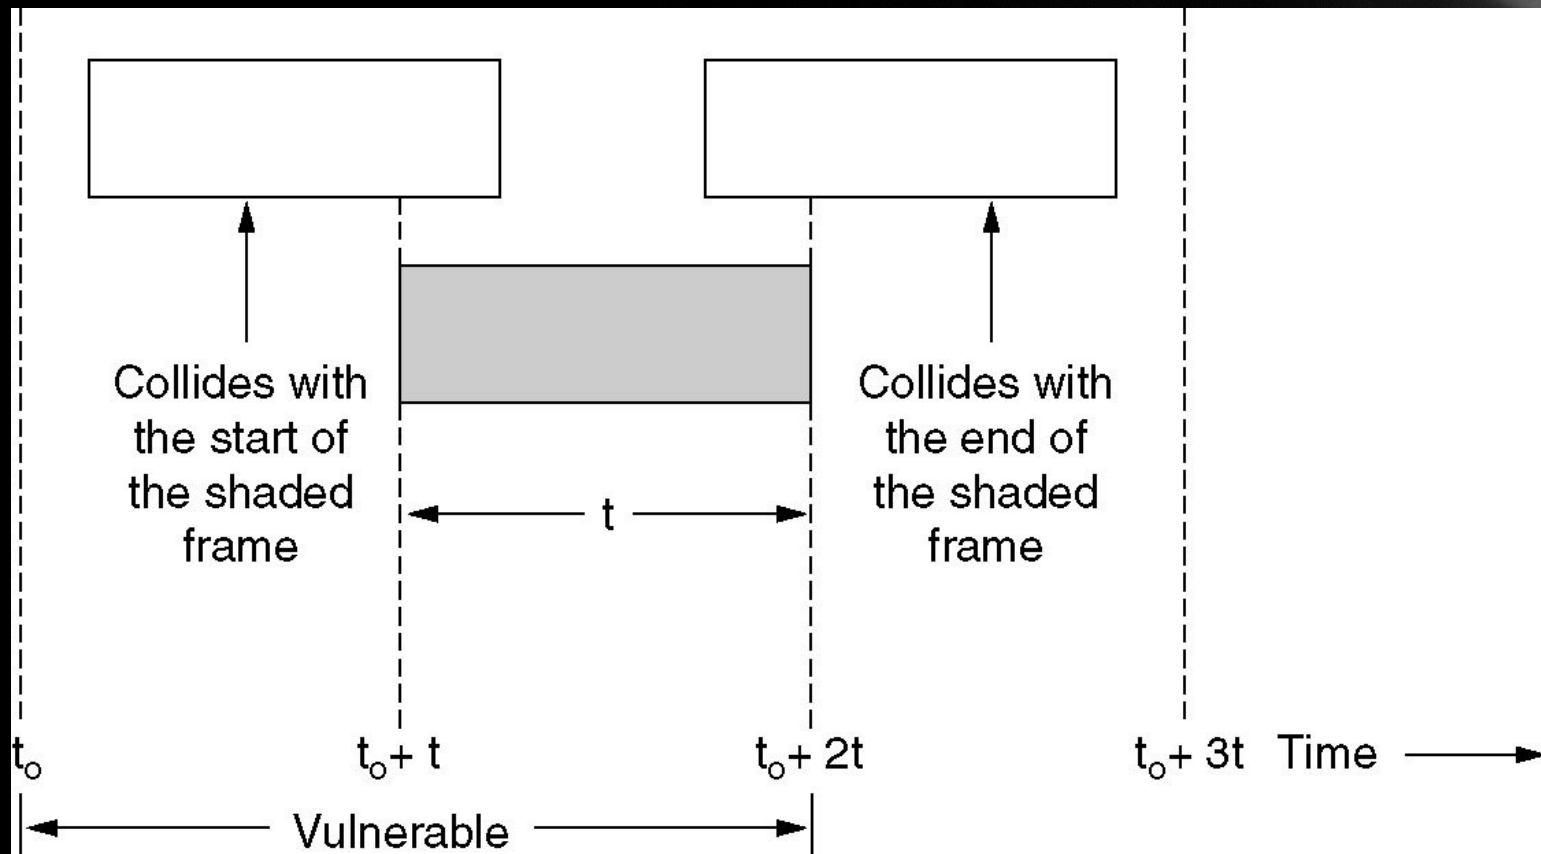 Collides with
the start of
the shaded
frame
t
Collides with
the end of
the shaded
frame
to
to+ t
to+ 2t
to+ 3t
Time
Vulnerable